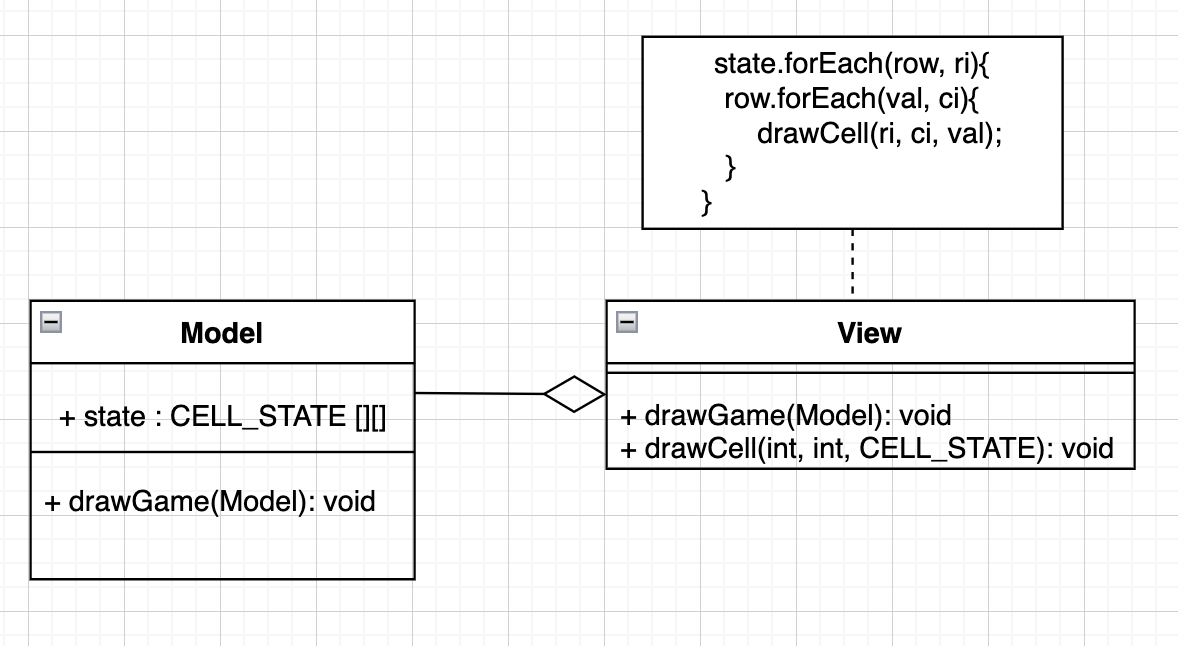 state.forEach(row, ri){
row.forEach(val, ci){
drawCell(ri, ci, val);
}
}
Model
+ state : CELL_STATE [][]
+ drawGame(Model): void
View
+ drawGame(Model): void
+ drawCell(int, int, CELL_STATE): void